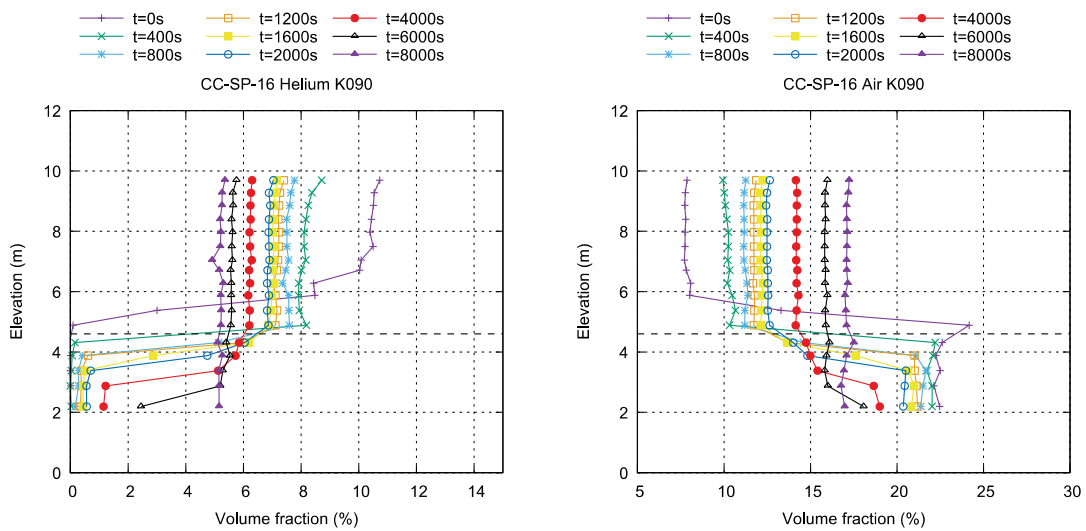 t=0s t=1200s t=4000s
t=400s t=1600s t=6000s
t=800s t=2000s t=8000s
CC-SP-16 Helium K090
12
10
8
6
4
2
0
Elevation (m)
0 2 4 6 8 10 12 14
Volume fraction (%)
t=0s t=1200s t=4000s
t=400s t=1600s t=6000s
t=800s t=2000s t=8000s
CC-SP-16 Air K090
12
10
8
6
4
2
0
Elevation (m)
5 10 15 20 25 30
Volume fraction (%)